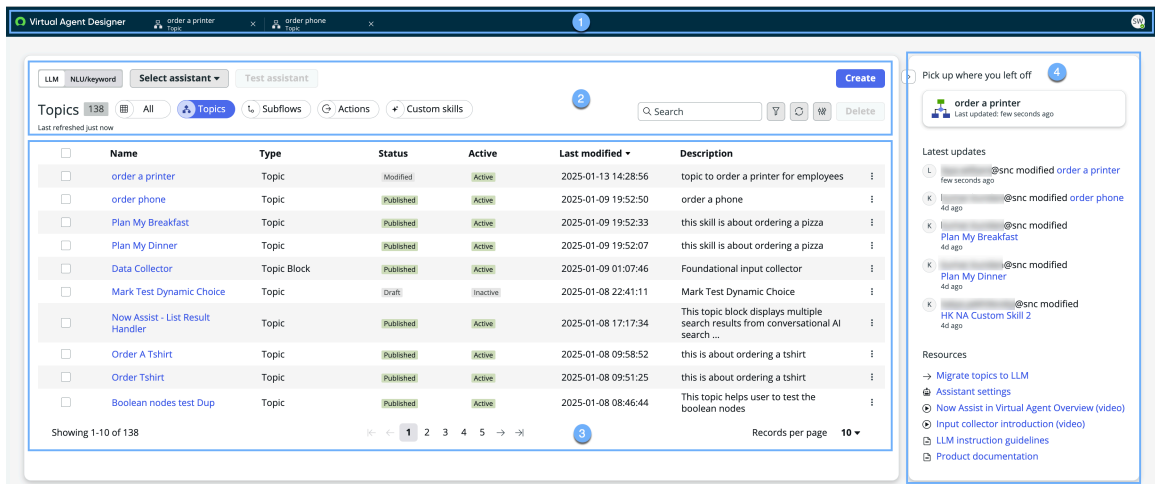 Virtual Agent Designer
order a printer
Topic
×
order phone
Topic
×
1
SW
LLM NLU/keyword Select assistant Test assistant Create
2
Topics 138 All Topics Subflows Actions Custom skills Search Delete
Last refreshed just now
Name Type Status Active Last modified Description
order a printer Topic Modified Active 2025-01-13 14:28:56 topic to order a printer for employees
order phone Topic Published Active 2025-01-09 19:52:50 order a phone
Plan My Breakfast Topic Published Active 2025-01-09 19:52:33 this skill is about ordering a pizza
Plan My Dinner Topic Published Active 2025-01-09 19:52:07 this skill is about ordering a pizza
Data Collector Topic Block Published Active 2025-01-09 01:07:46 Foundational input collector
Mark Test Dynamic Choice Topic Draft Inactive 2025-01-08 22:41:11 Mark Test Dynamic Choice
Now Assist - List Result
Handler
Topic Published Active 2025-01-08 17:17:34
This topic block displays multiple
search results from conversational AI
search ...
Order A Tshirt Topic Published Active 2025-01-08 09:58:52 this is about ordering a tshirt
Order Tshirt Topic Published Active 2025-01-08 09:51:25 this is about ordering a tshirt
Boolean nodes test Dup Topic Published Active 2025-01-08 08:46:44
This topic helps user to test the
boolean nodes
Showing 1-10 of 138 1 2 3 4 5 Records per page 10
3
Pick up where you left off
4
order a printer
Last updated: few seconds ago
Latest updates
L @snc modified order a printer
few seconds ago
K @snc modified order phone
4d ago
K @snc modified
Plan My Breakfast
4d ago
K @snc modified
Plan My Dinner
4d ago
K @snc modified
HK NA Custom Skill 2
4d ago
Resources
Migrate topics to LLM
Assistant settings
Now Assist in Virtual Agent Overview (video)
Input collector introduction (video)
LLM instruction guidelines
Product documentation